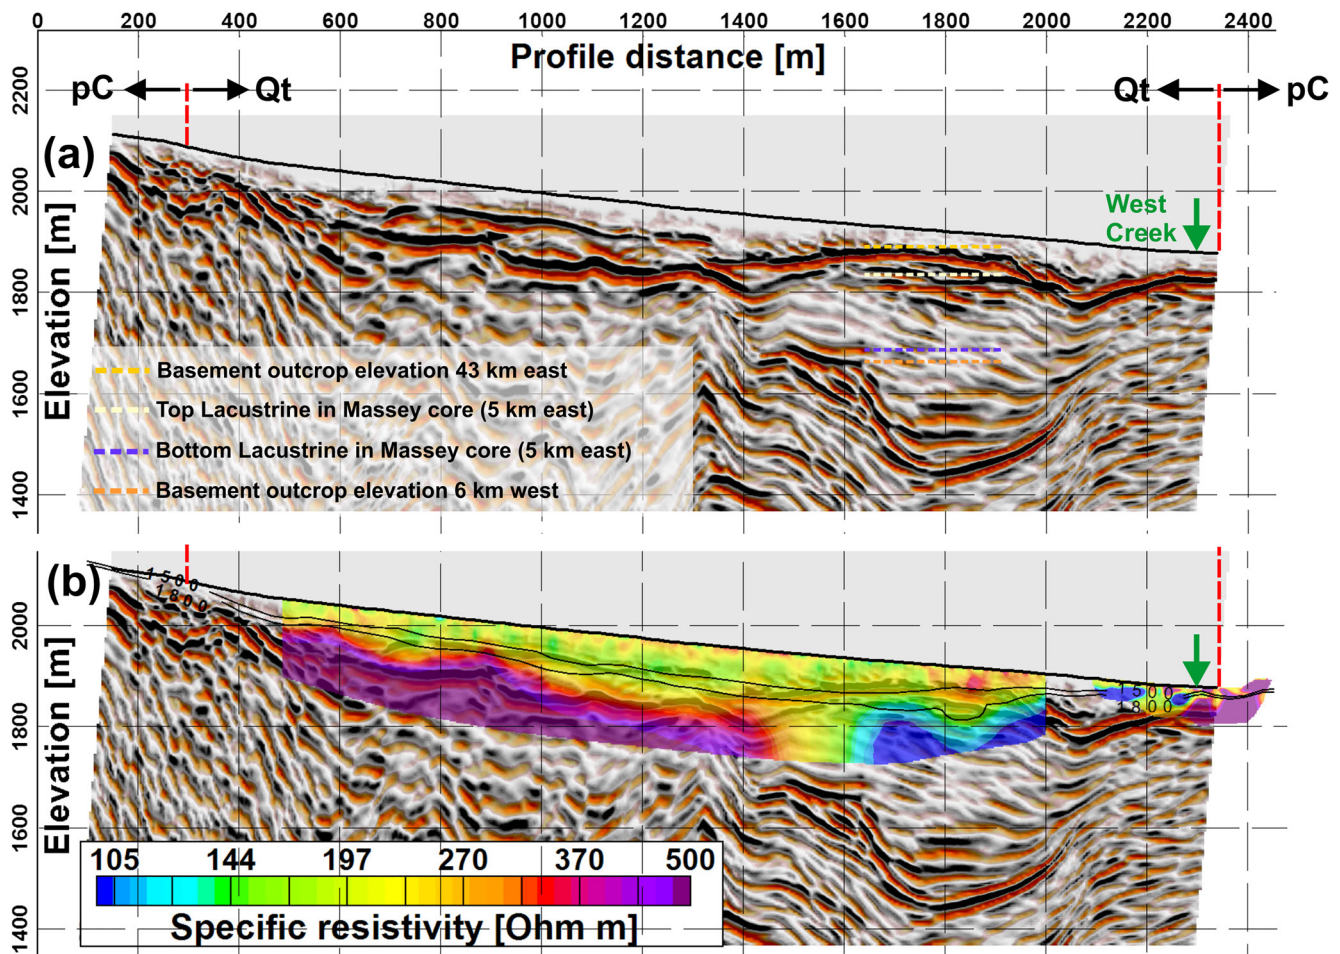 0 200 400 600 800 1000 1200 1400 1600 1800 2000 2200 2400
Profile distance [m]
pC Qt
Qt pC
(a)
West
Creek
Elevation [m]
2200
2000
1800
1600
1400
Basement outcrop elevation 43 km east
Top Lacustrine in Massey core (5 km east)
Bottom Lacustrine in Massey core (5 km east)
Basement outcrop elevation 6 km west
(b)
1500
1800
1500
1800
Elevation [m]
2000
1800
1600
1400
105 144 197 270 370 500
Specific resistivity [Ohm m]